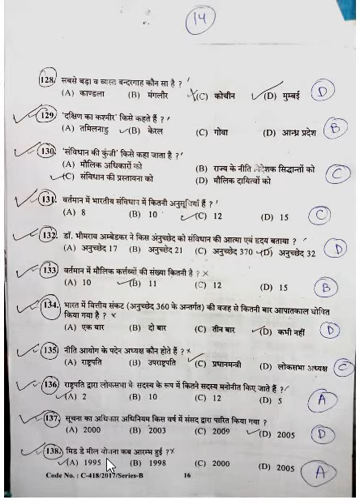 14
128. सबसे बड़ा व व्यस्त बन्दरगाह कौन सा है ?
(A) काण्डला (B) मंगलौर (C) कोचीन (D) मुम्बई D
129. 'दक्षिण का कश्मीर' किसे कहते हैं ?
(A) तमिलनाडु (B) केरल (C) गोवा (D) आन्ध्र प्रदेश B
130. 'संविधान की कुंजी' किसे कहा जाता है ?
(A) मौलिक अधिकारों को (B) राज्य के नीति निर्देशक सिद्धान्तों को
(C) संविधान की प्रस्तावना को (D) मौलिक दायित्वों को C
131. वर्तमान में भारतीय संविधान में कितनी अनुसूचियाँ हैं ?
(A) 8 (B) 10 (C) 12 (D) 15 C
132. डॉ. भीमराव अम्बेडकर ने किस अनुच्छेद को संविधान की आत्मा एवं हृदय बताया ?
(A) अनुच्छेद 17 (B) अनुच्छेद 21 (C) अनुच्छेद 370 (D) अनुच्छेद 32 D
133. वर्तमान में मौलिक कर्त्तव्यों की संख्या कितनी है ?
(A) 10 (B) 11 (C) 12 (D) 15 B
134. भारत में वित्तीय संकट (अनुच्छेद 360 के अन्तर्गत) की वजह से कितनी बार आपातकाल घोषित
किया गया है ?
(A) एक बार (B) दो बार (C) तीन बार (D) कभी नहीं D
135. नीति आयोग के पदेन अध्यक्ष कौन होते हैं ?
(A) राष्ट्रपति (B) उपराष्ट्रपति (C) प्रधानमन्त्री (D) लोकसभा अध्यक्ष C
136. राष्ट्रपति द्वारा लोकसभा के सदस्य के रूप में कितने सदस्य मनोनीत किए जाते हैं ?
(A) 2 (B) 10 (C) 12 (D) 5 A
137. सूचना का अधिकार अधिनियम किस वर्ष में संसद द्वारा पारित किया गया ?
(A) 2000 (B) 2003 (C) 2009 (D) 2005 D
138. मिड डे मील योजना कब आरम्भ हुई ?
(A) 1995 (B) 1998 (C) 2000 (D) 2005 A
Code No. : C-418/2017/Series-B 16